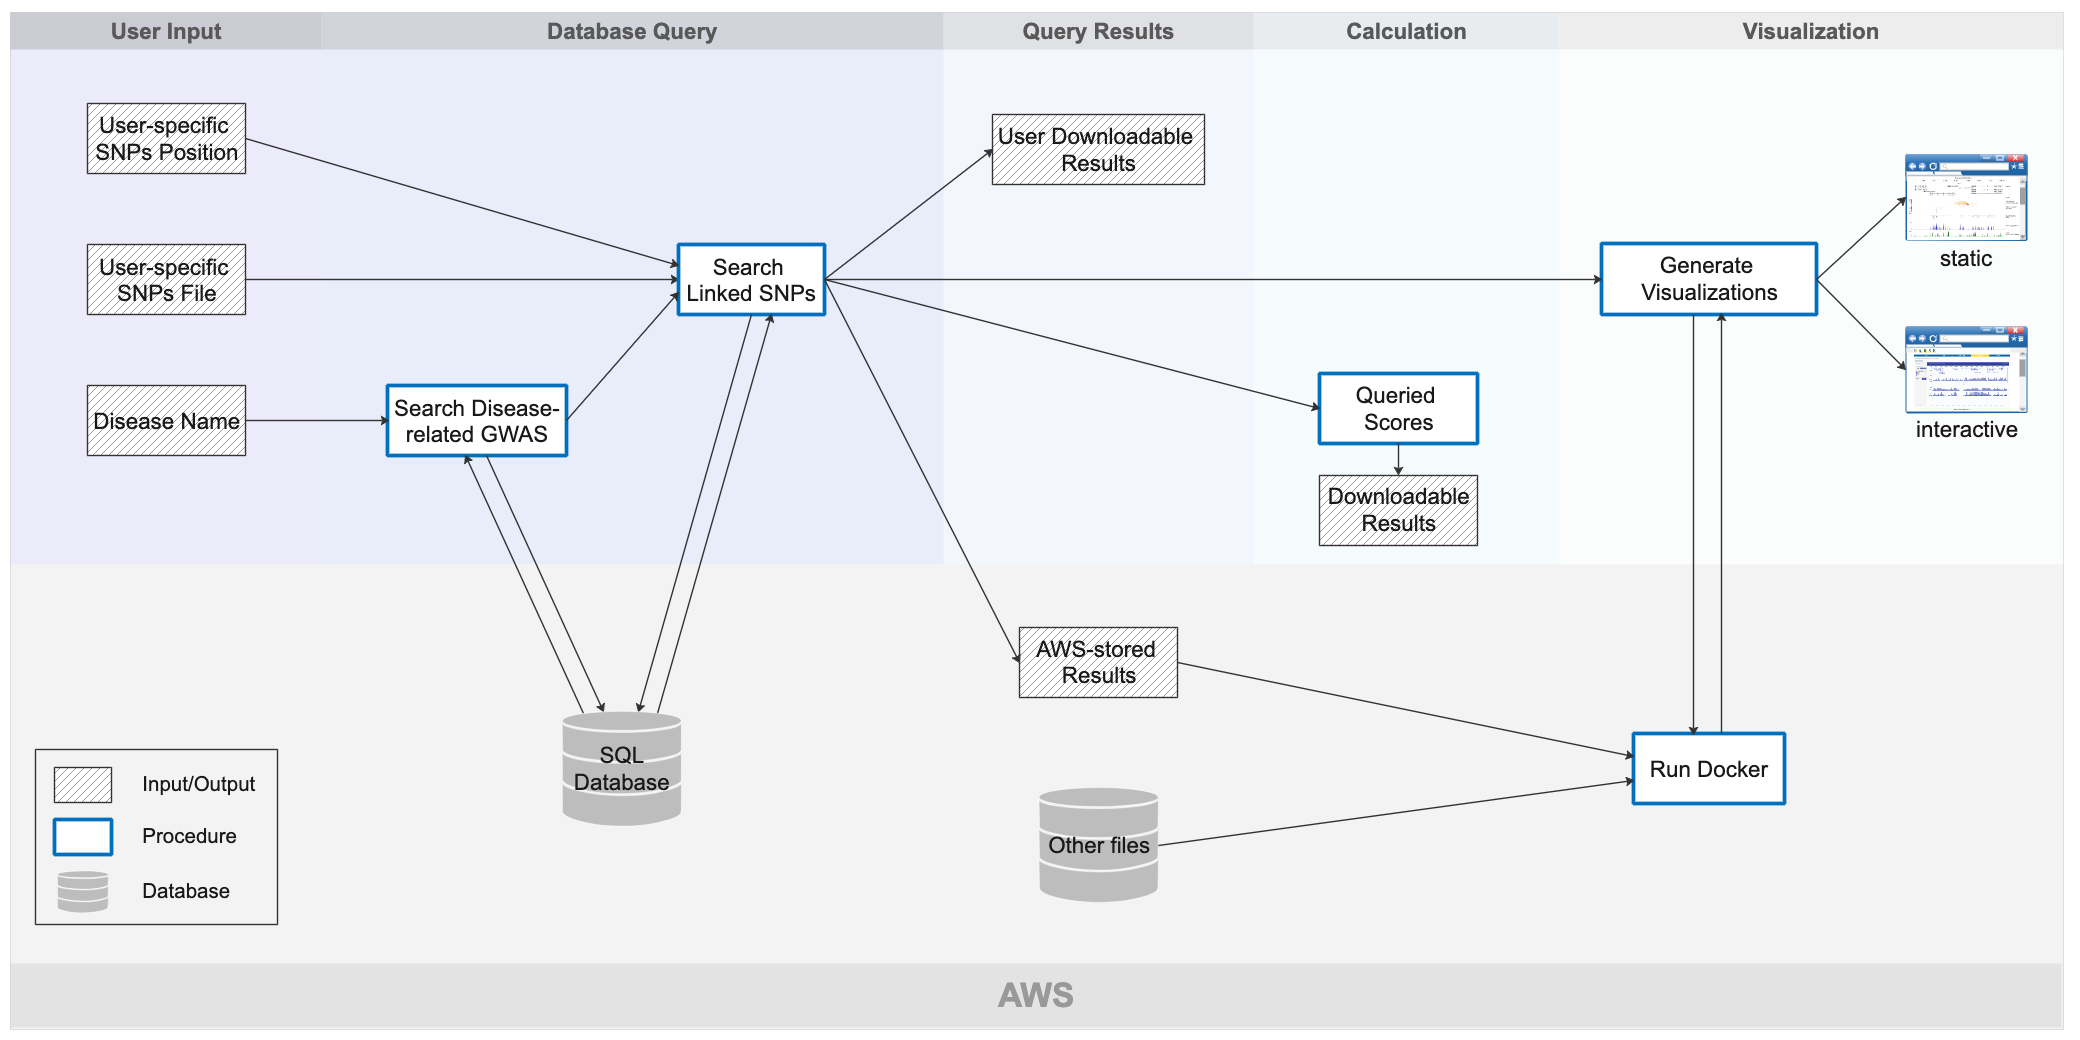 User Input
Database Query
Query Results
Calculation
Visualization
User-specific
SNPs Position
User-specific
SNPs File
Disease Name
Search Disease-
related GWAS
Search
Linked SNPs
SQL
Database
User Downloadable
Results
Queried
Scores
Downloadable
Results
AWS-stored
Results
Other files
Generate
Visualizations
Run Docker
static
interactive
Input/Output
Procedure
Database
AWS